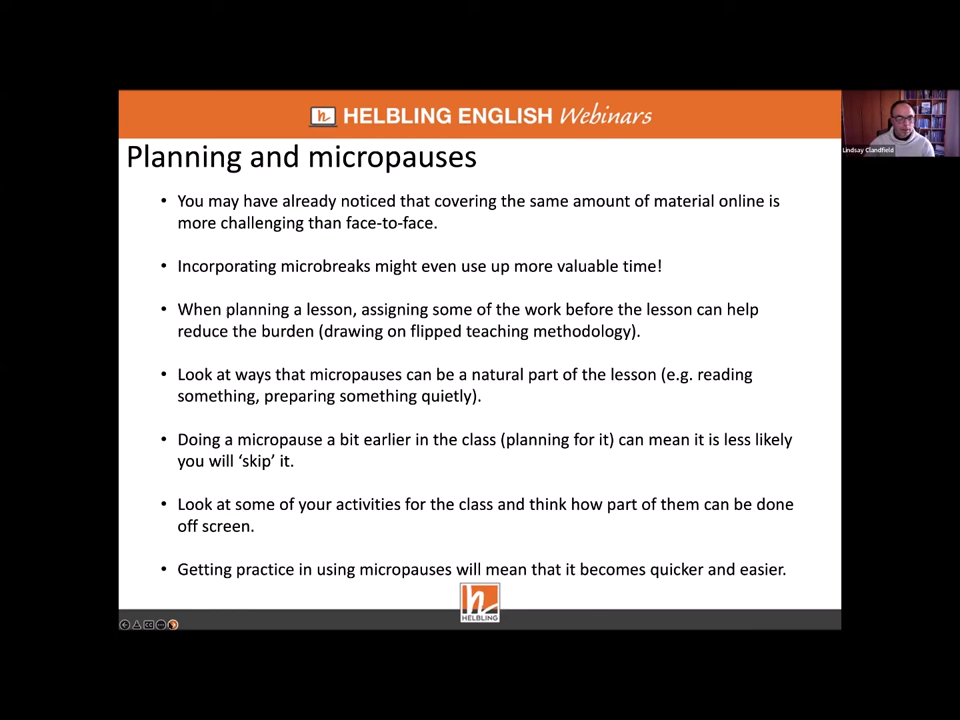 HELBLING ENGLISH Webinars
Lindsay Clandfield
Planning and micropauses
• You may have already noticed that covering the same amount of material online is
more challenging than face-to-face.
• Incorporating microbreaks might even use up more valuable time!
• When planning a lesson, assigning some of the work before the lesson can help
reduce the burden (drawing on flipped teaching methodology).
• Look at ways that micropauses can be a natural part of the lesson (e.g. reading
something, preparing something quietly).
• Doing a micropause a bit earlier in the class (planning for it) can mean it is less likely
you will ‘skip’ it.
• Look at some of your activities for the class and think how part of them can be done
off screen.
• Getting practice in using micropauses will mean that it becomes quicker and easier.
h
HELBLING